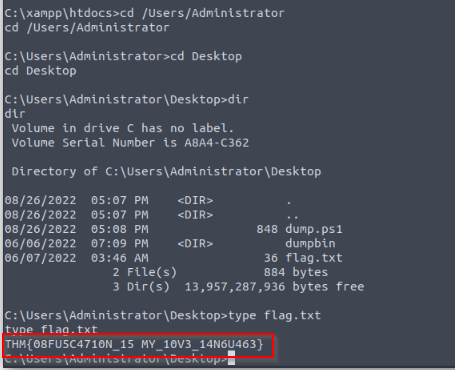 C:\xampp\htdocs>cd /Users/Administrator
cd /Users/Administrator
C:\Users\Administrator>cd Desktop
cd Desktop
C:\Users\Administrator\Desktop>dir
dir
 Volume in drive C has no label.
 Volume Serial Number is A8A4-C362
 Directory of C:\Users\Administrator\Desktop
08/26/2022  05:07 PM    <DIR>          .
08/26/2022  05:07 PM    <DIR>          ..
08/26/2022  05:08 PM               848 dump.ps1
06/06/2022  07:09 PM    <DIR>          dumpbin
06/07/2022  03:46 AM                36 flag.txt
               2 File(s)            884 bytes
               3 Dir(s)  13,957,287,936 bytes free
C:\Users\Administrator\Desktop>type flag.txt
type flag.txt
THM{08FU5C4710N_15 MY_10V3_14N6U463}
C:\Users\Administrator\Desktop>